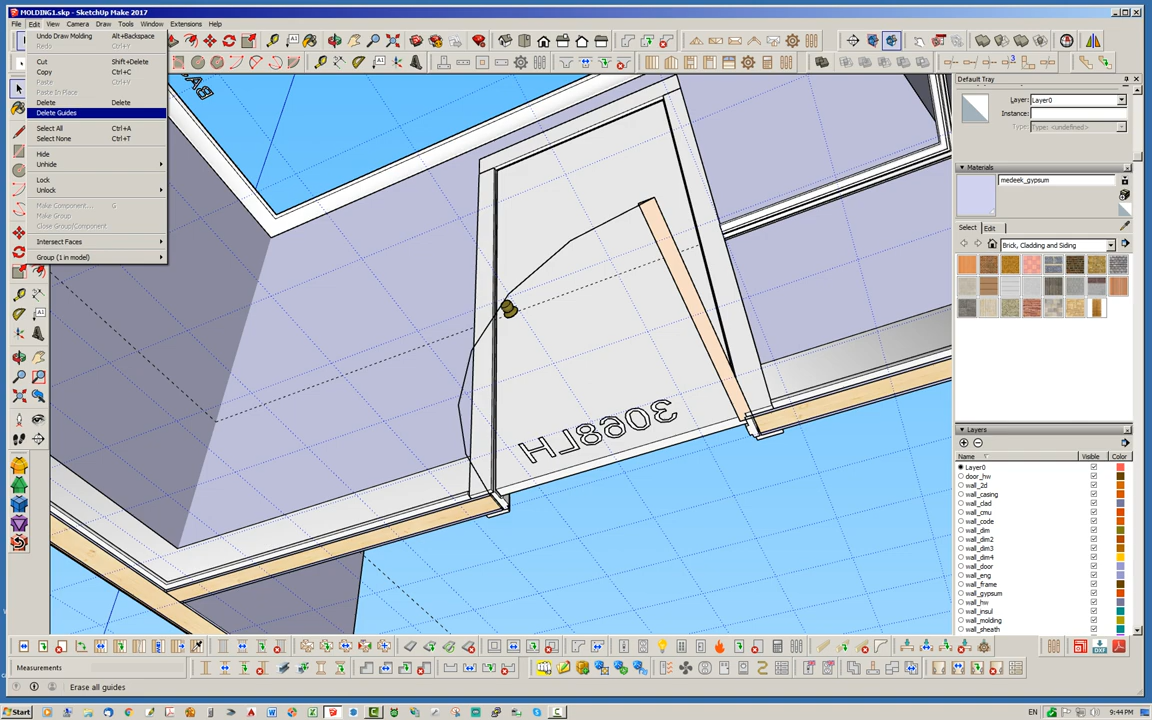 MOLDING1.skp - SketchUp Make 2017
File Edit View Camera Draw Tools Window Extensions Help
Undo Draw Molding Alt+Backspace
Redo Ctrl+Y
Cut Shift+Delete
Copy Ctrl+C
Paste Ctrl+V
Paste In Place
Delete Delete
Delete Guides
Select All Ctrl+A
Select None Ctrl+T
Hide
Unhide
Lock
Unlock
Make Component... G
Make Group
Close Group/Component
Intersect Faces
Group (1 in model)
3068LH
Default Tray
Layer: Layer0
Instance:
Type: Type: <undefined>
Materials
medeek_gypsum
Select Edit
Brick, Cladding and Siding
Layers
Name Visible Color
Layer0
door_hw
wall_2d
wall_casing
wall_clad
wall_cmu
wall_code
wall_dim
wall_dim2
wall_dim3
wall_dim4
wall_door
wall_eng
wall_frame
wall_gypsum
wall_hw
wall_insul
wall_molding
wall_sheath
Measurements
Erase all guides
Start
EN
9:44 PM